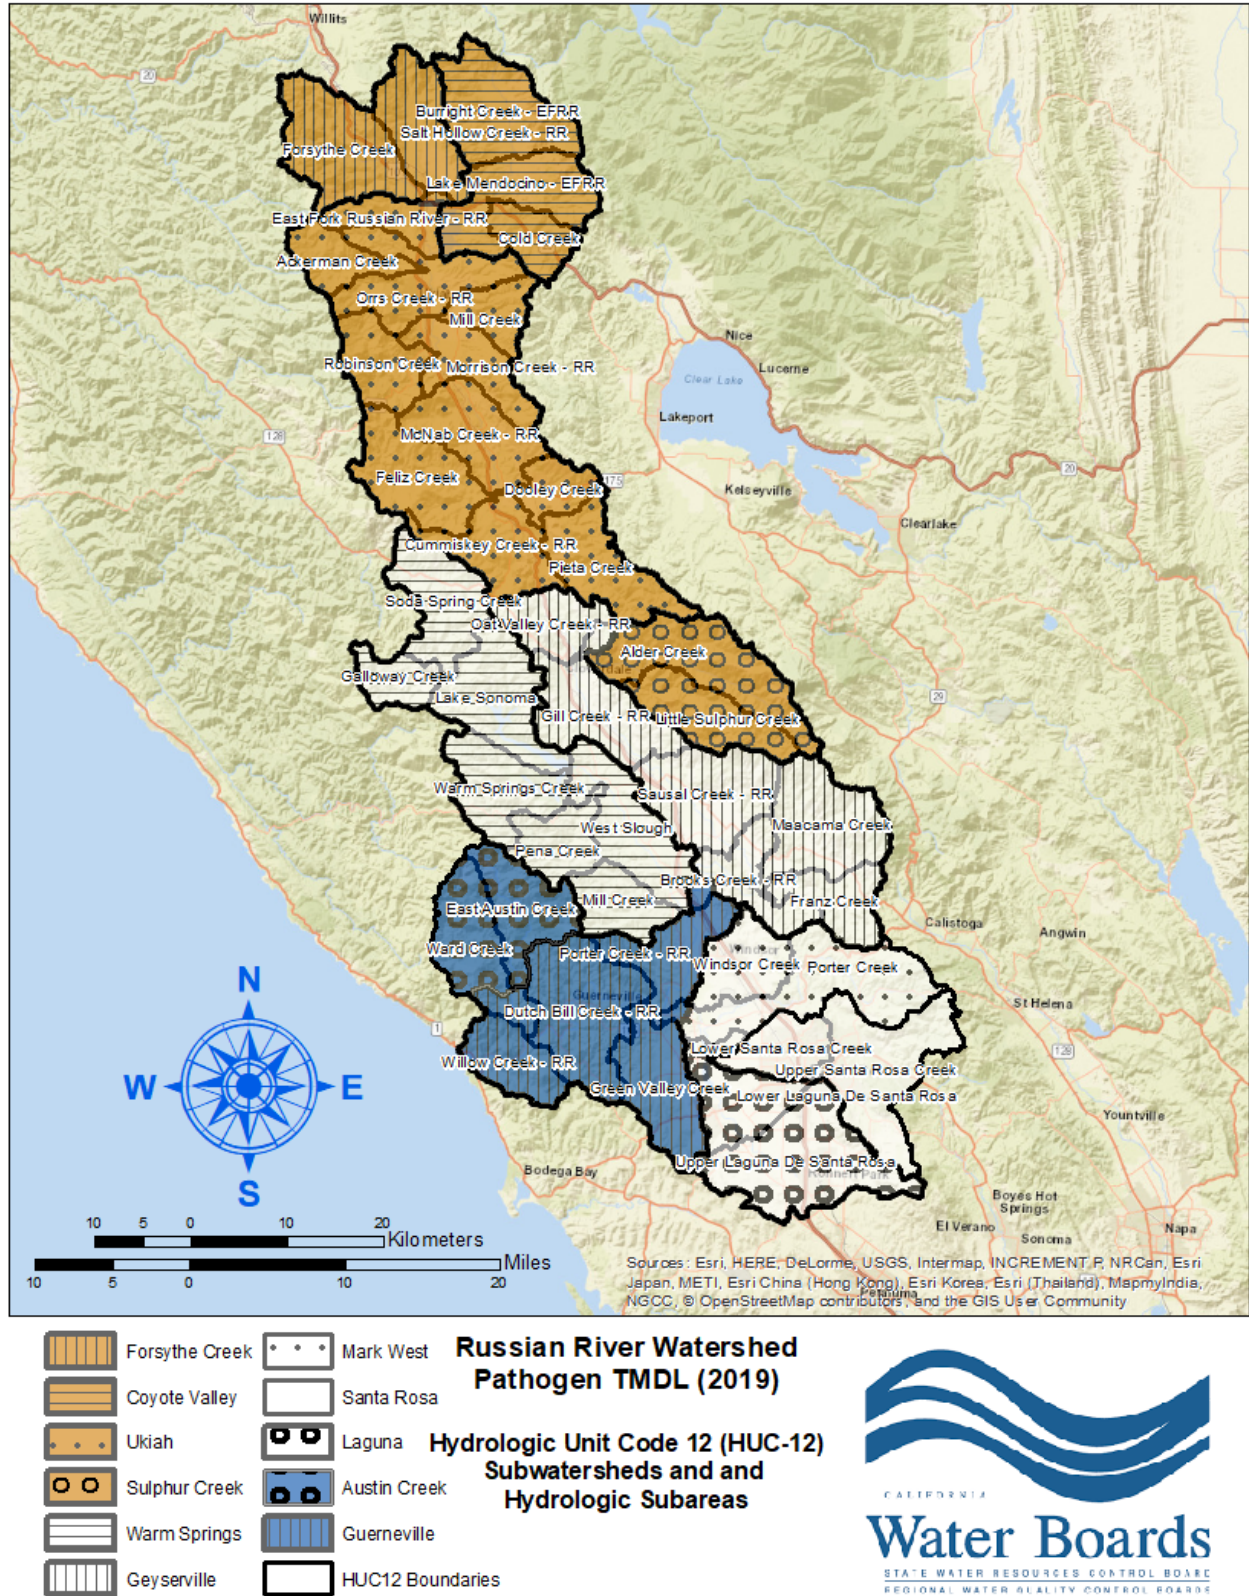 Willits
20
Burright Creek - EFRR
Salt Hollow Creek - RR
Forsythe Creek
Lake Mendocino - EFRR
East Fork Russian River - RR
Cold Creek
Ackerman Creek
Orrs Creek - RR
Mill Creek
Nice
Robinson Creek
Morrison Creek - RR
Lucerne
Clear Lake
Lakeport
128
McNab Creek - RR
20
Feliz Creek
Dooley Creek
175
Kelseyville
Clearlake
Cummiskey Creek - RR
Pieta Creek
Soda Spring Creek
Oat Valley Creek - RR
Alder Creek
Galloway Creek
Lake Sonoma
29
Gill Creek - RR
Little Sulphur Creek
Warm Springs Creek
Sausal Creek - RR
West Slough
Maacama Creek
Pena Creek
Brooks Creek - RR
Mill Creek
Franz Creek
East Austin Creek
Calistoga
Angwin
Ward Creek
Porter Creek - RR
Windsor
Windsor Creek
Porter Creek
N
Guerneville
St Helena
Dutch Bill Creek - RR
1
Lower Santa Rosa Creek
128
Willow Creek - RR
Upper Santa Rosa Creek
W
E
Green Valley Creek
Lower Laguna De Santa Rosa
Yountville
Upper Laguna De Santa Rosa
Rohnert Park
Bodega Bay
S
Boyes Hot
Springs
El Verano
Napa
Sonoma
10 5 0 10 20
Kilometers
Miles
10 5 0 10 20
Sources: Esri, HERE, DeLorme, USGS, Intermap, INCREMENT P, NRCan, Esri
Japan, METI, Esri China (Hong Kong), Esri Korea, Esri (Thailand), MapmyIndia,
NGCC, © OpenStreetMap contributors, and the GIS User Community
Petaluma
Forsythe Creek
Coyote Valley
Ukiah
Sulphur Creek
Warm Springs
Geyserville
Mark West
Santa Rosa
Laguna
Austin Creek
Guerneville
HUC12 Boundaries
Russian River Watershed
Pathogen TMDL (2019)
Hydrologic Unit Code 12 (HUC-12)
Subwatersheds and and
Hydrologic Subareas
CALIFORNIA
Water Boards
STATE WATER RESOURCES CONTROL BOARD
REGIONAL WATER QUALITY CONTROL BOARDS